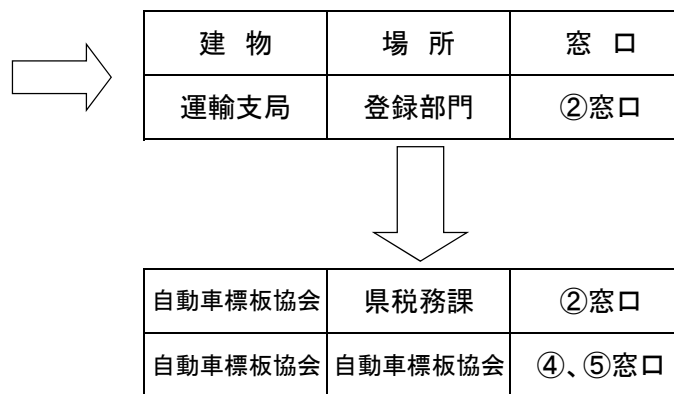 建 物 場 所 窓 口
運輸支局 登録部門 ②窓口
自動車標板協会 県税務課 ②窓口
自動車標板協会 自動車標板協会 ④、⑤窓口